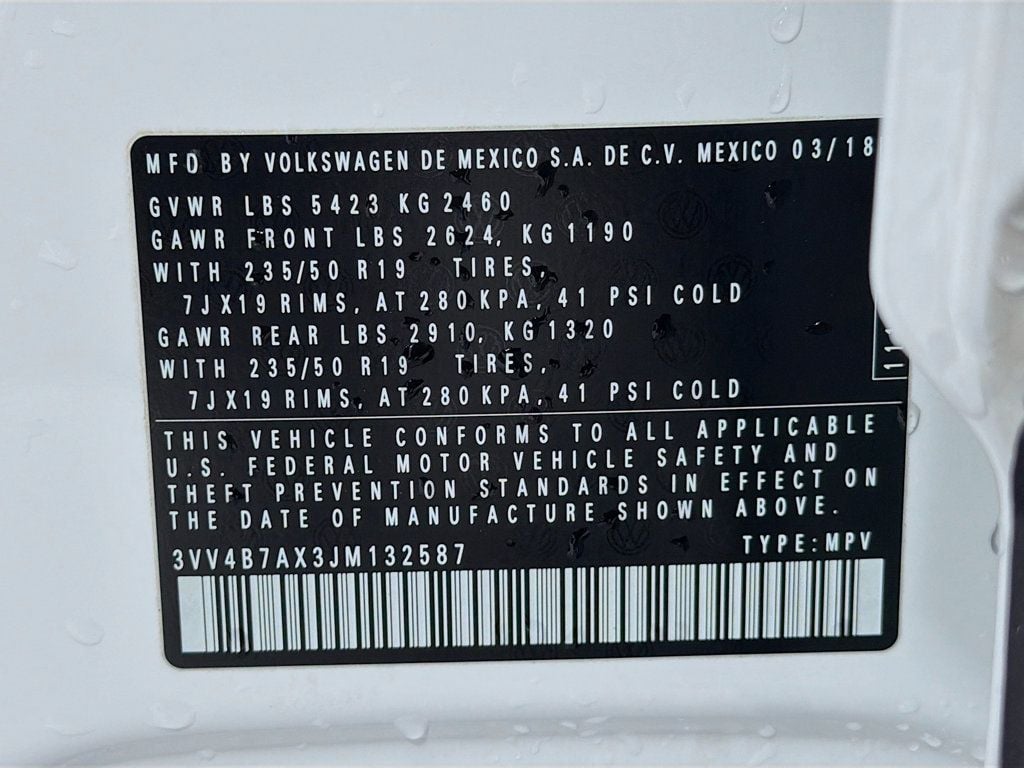 MFD BY VOLKSWAGEN DE MEXICO S.A. DE C.V. MEXICO 03/18
GVWR LBS 5423 KG 2460
GAWR FRONT LBS 2624, KG 1190
WITH 235/50 R19 TIRES,
7JX19 RIMS, AT 280 KPA, 41 PSI COLD
GAWR REAR LBS 2910, KG 1320
WITH 235/50 R19 TIRES,
7JX19 RIMS, AT 280 KPA, 41 PSI COLD
THIS VEHICLE CONFORMS TO ALL APPLICABLE
U.S. FEDERAL MOTOR VEHICLE SAFETY AND
THEFT PREVENTION STANDARDS IN EFFECT ON
THE DATE OF MANUFACTURE SHOWN ABOVE.
3VV4B7AX3JM132587 TYPE: MPV